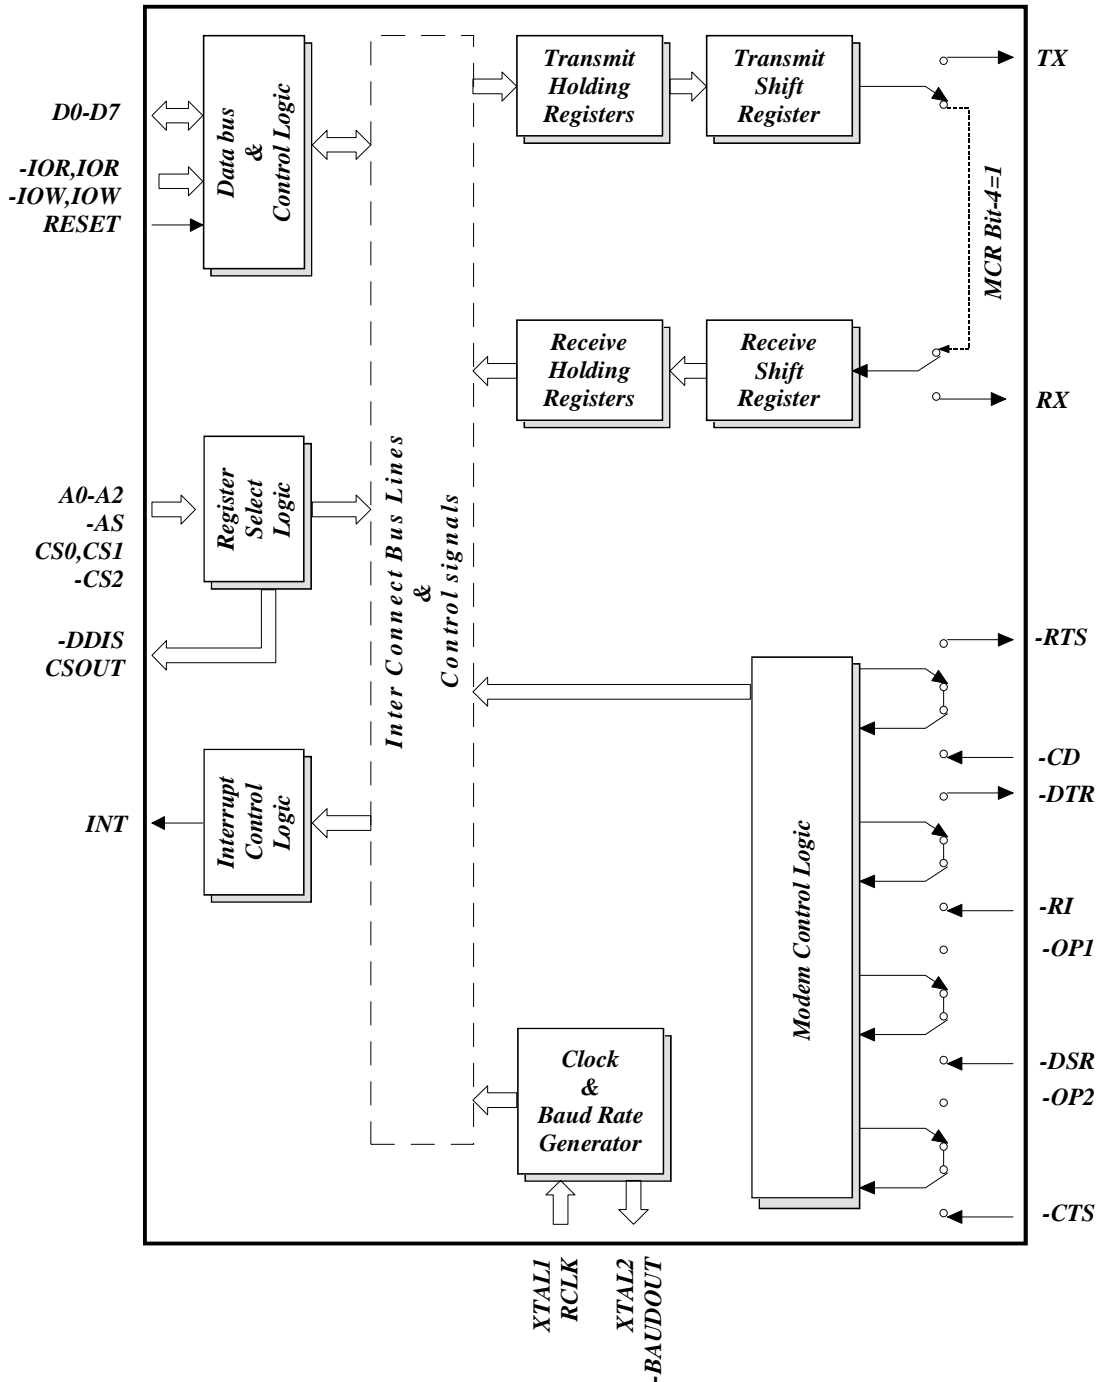 D0-D7
-IOR,IOR
-IOW,IOW
RESET
Data bus
&
Control Logic
A0-A2
-AS
CS0,CS1
-CS2
-DDIS
CSOUT
Register
Select
Logic
INT
Interrupt
Control
Logic
Inter Connect Bus Lines
&
Control signals
Transmit
Holding
Registers
Transmit
Shift
Register
Receive
Holding
Registers
Receive
Shift
Register
MCR Bit-4=1
TX
RX
Modem Control Logic
-RTS
-CD
-DTR
-RI
-OP1
-DSR
-OP2
-CTS
Clock
&
Baud Rate
Generator
XTAL1
RCLK
XTAL2
-BAUDOUT